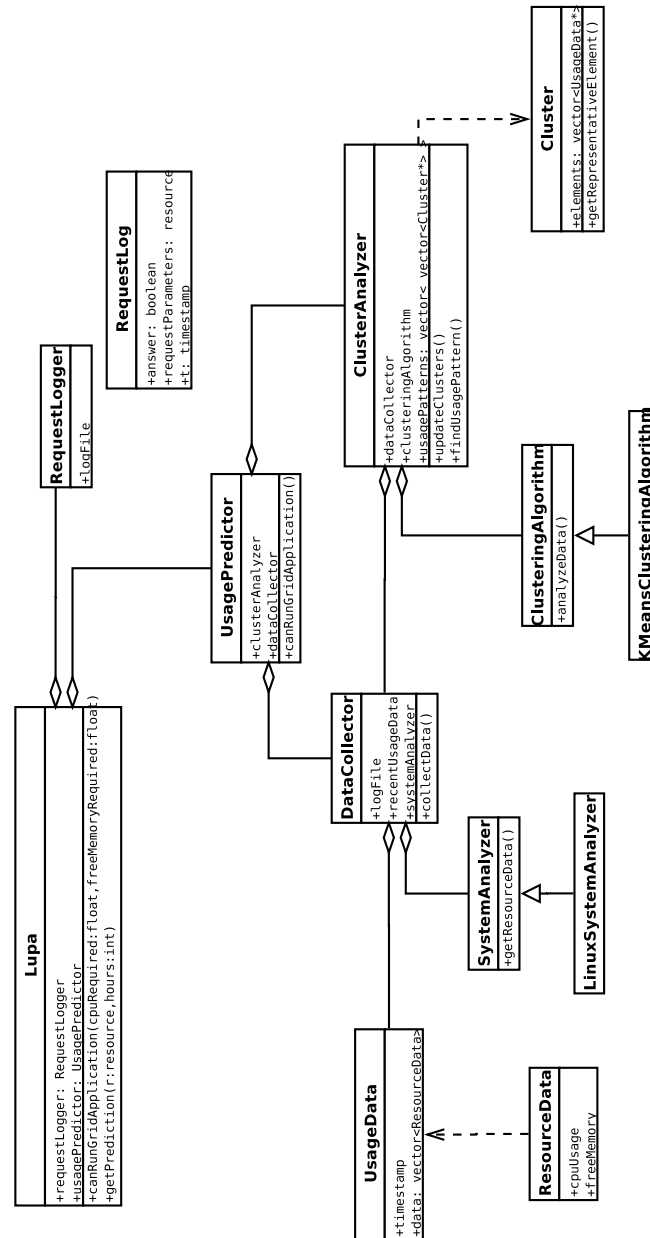 Lupa
+requestLogger: RequestLogger
+usagePredictor: UsagePredictor
+canRunGridApplication(cpuRequired:float,freeMemoryRequired:float)
+getPrediction(r:resource,hours:int)
RequestLogger
+logFile
RequestLog
+answer: boolean
+requestParameters: resource
+t: timestamp
UsagePredictor
+clusterAnalyzer
+dataCollector
+canRunGridApplication()
DataCollector
+logFile
+recentUsageData
+systemAnalyzer
+collectData()
ClusterAnalyzer
+dataCollector
+clusteringAlgorithm
+usagePatterns: vector< vector<Cluster*> >
+updateClusters()
+findUsagePattern()
Cluster
+elements: vector<UsageData*>
+getRepresentativeElement()
ClusteringAlgorithm
+analyzeData()
KMeansClusteringAlgorithm
SystemAnalyzer
+getResourceData()
LinuxSystemAnalyzer
UsageData
+timestamp
+data: vector<ResourceData>
ResourceData
+cpuUsage
+freeMemory